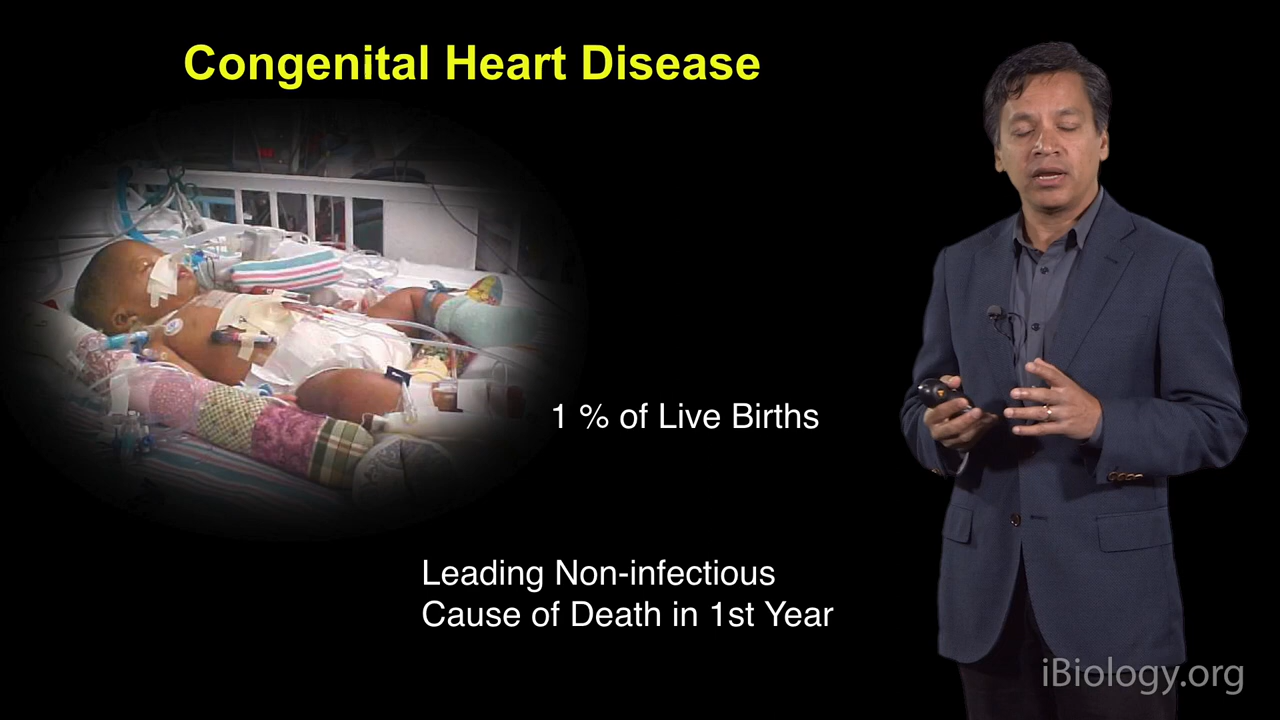 Congenital Heart Disease
1 % of Live Births
Leading Non-infectious
Cause of Death in 1st Year
iBiology.org